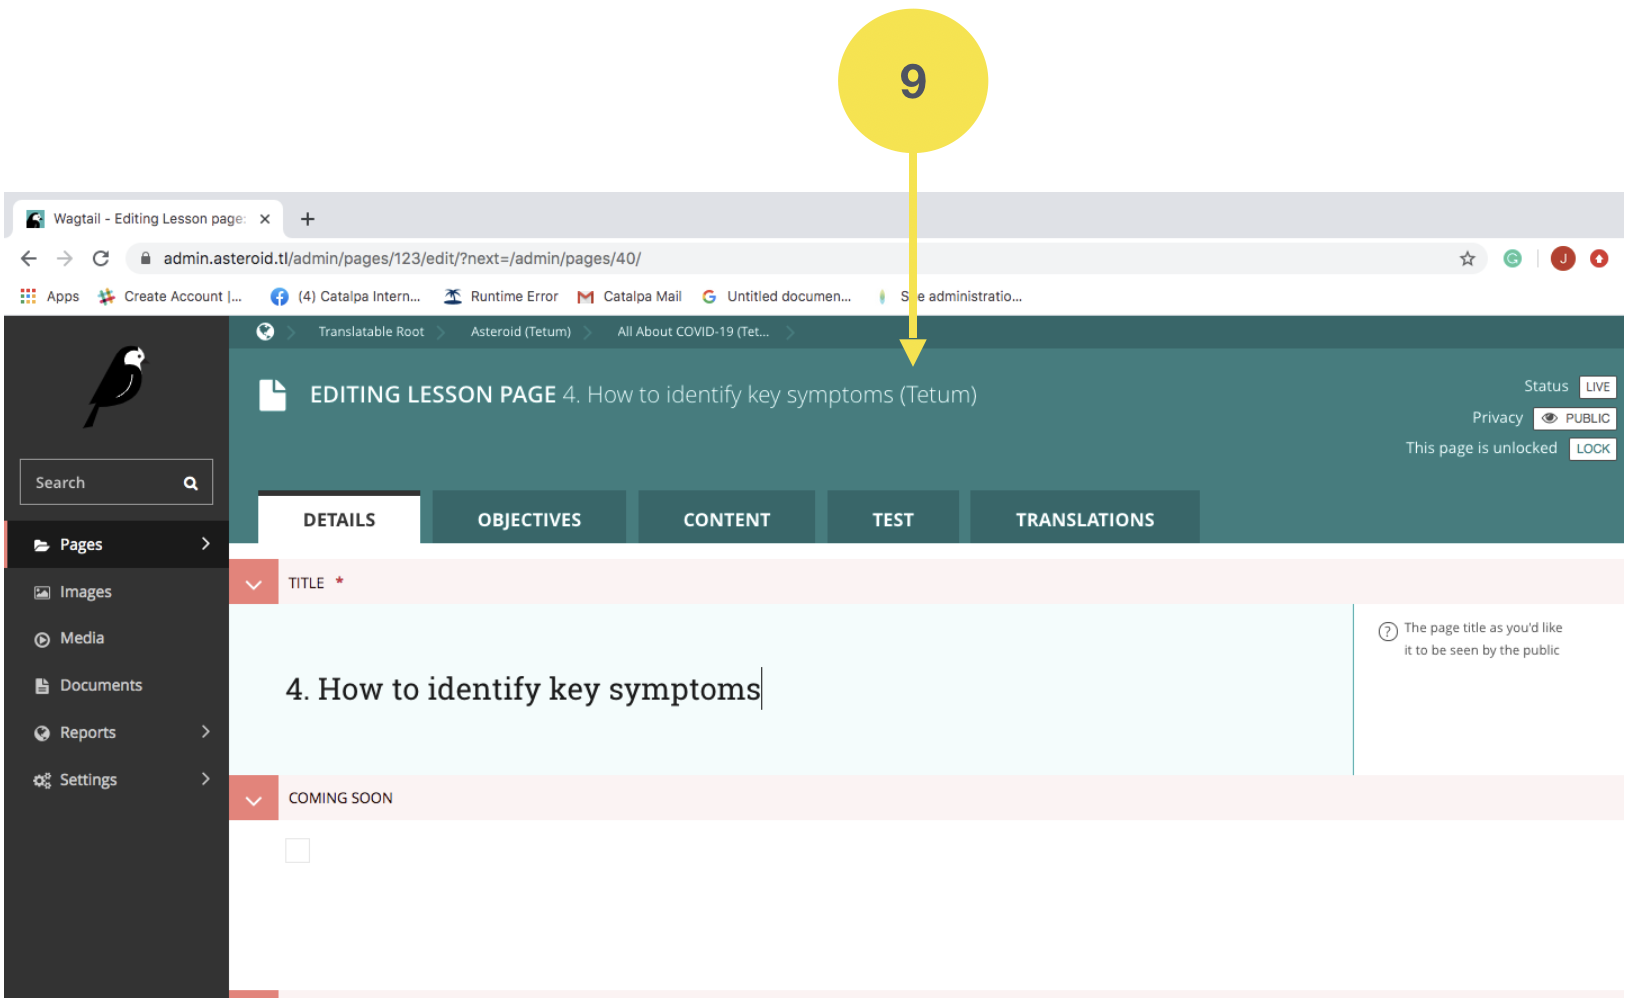 9
Wagtail - Editing Lesson page:
admin.asteroid.tl/admin/pages/123/edit/?next=/admin/pages/40/
J
Apps Create Account |... (4) Catalpa Intern... Runtime Error Catalpa Mail Untitled documen... administratio...
Translatable Root Asteroid (Tetum) All About COVID-19 (Tet...
EDITING LESSON PAGE 4. How to identify key symptoms (Tetum)
Status LIVE
Privacy PUBLIC
This page is unlocked LOCK
Search
DETAILS OBJECTIVES CONTENT TEST TRANSLATIONS
Pages
Images
Media
Documents
Reports
Settings
TITLE *
The page title as you'd like
it to be seen by the public
4. How to identify key symptoms
COMING SOON